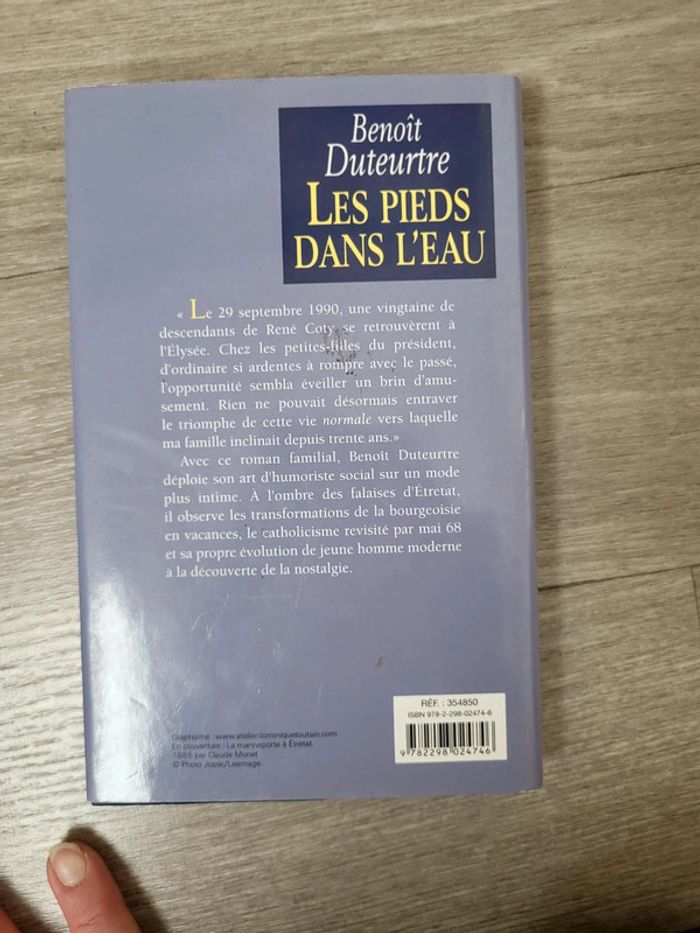 Benoît
Duteurtre
LES PIEDS
DANS L'EAU
« Le 29 septembre 1990, une vingtaine de
descendants de René Coty se retrouvèrent à
l'Élysée. Chez les petites-filles du président,
d'ordinaire si ardentes à rompre avec le passé,
l'opportunité sembla éveiller un brin d'amu-
sement. Rien ne pouvait désormais entraver
le triomphe de cette vie normale vers laquelle
ma famille inclinait depuis trente ans.»
Avec ce roman familial, Benoît Duteurtre
déploie son art d'humoriste social sur un mode
plus intime. À l'ombre des falaises d'Étretat,
il observe les transformations de la bourgeoisie
en vacances, le catholicisme revisité par mai 68
et sa propre évolution de jeune homme moderne
à la découverte de la nostalgie.
RÉF. : 354850
ISBN 978-2-298-02474-6
9 782298 024746
Graphisme : www.atelierdominiquetoutain.com
En couverture : La manneporte à Étretat,
1885 par Claude Monet
© Photo Josse/Leemage.